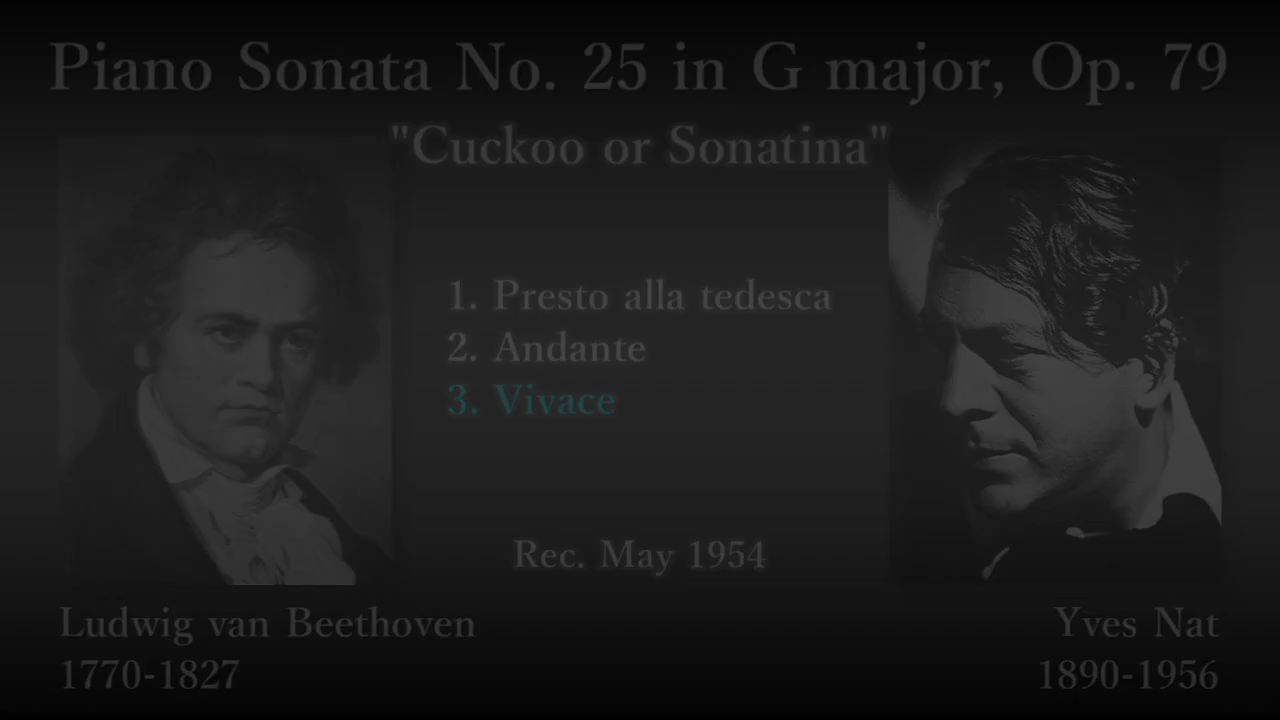 Piano Sonata No. 25 in G major, Op. 79
"Cuckoo or Sonatina"
1. Presto alla tedesca
2. Andante
3. Vivace
Rec. May 1954
Ludwig van Beethoven
1770-1827
Yves Nat
1890-1956